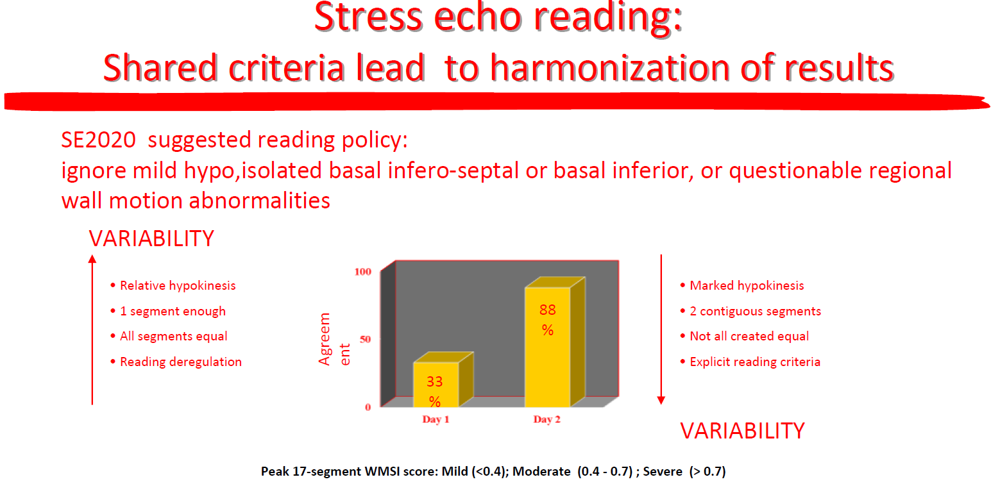 Stress echo reading:
Shared criteria lead  to harmonization of results
SE2020  suggested reading policy:
ignore mild hypo,isolated basal infero-septal or basal inferior, or questionable regional
wall motion abnormalities
VARIABILITY
• Relative hypokinesis
• 1 segment enough
• All segments equal
• Reading deregulation
Agreem
ent
100
50
0
33
%
88
%
Day 1
Day 2
• Marked hypokinesis
• 2 contiguous segments
• Not all created equal
• Explicit reading criteria
VARIABILITY
Peak 17-segment WMSI score: Mild (<0.4); Moderate  (0.4 - 0.7) ; Severe  (> 0.7)